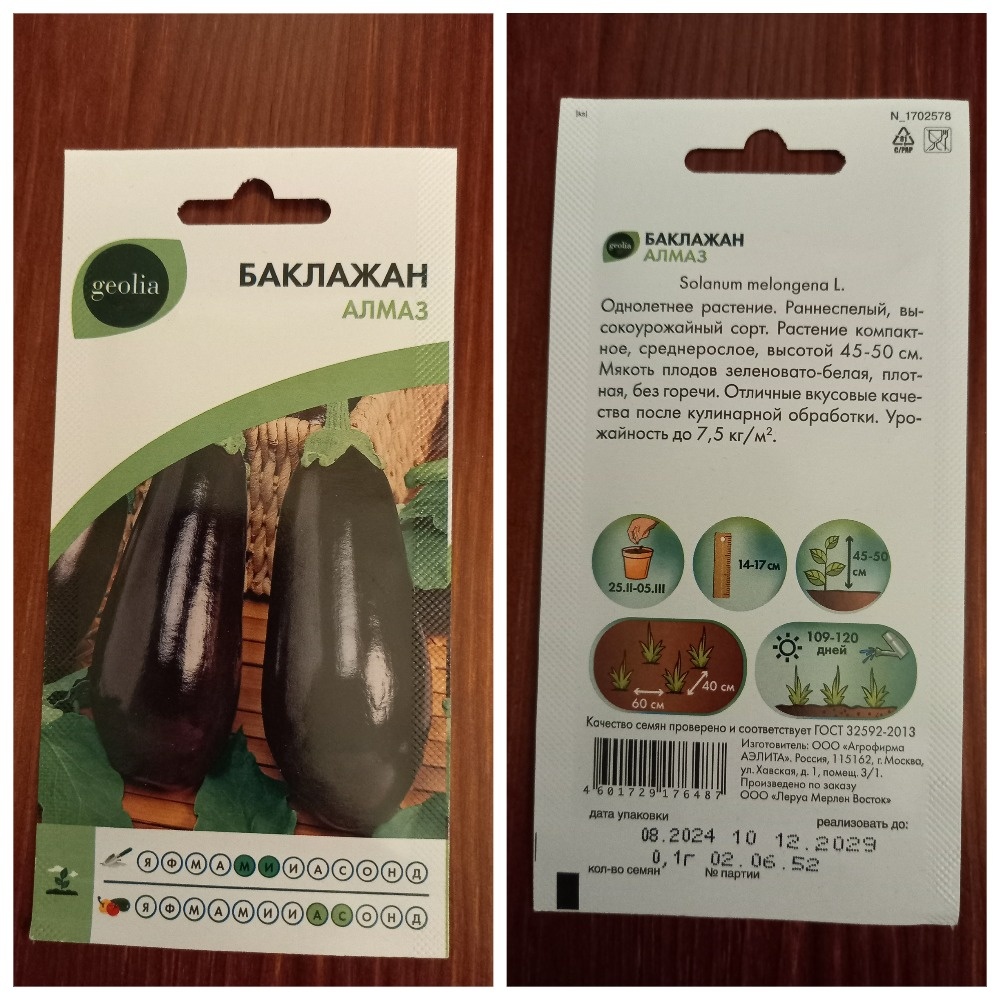 geolia
БАКЛАЖАН
АЛМАЗ
Я Ф М А М И И А С О Н Д
Я Ф М А М И И А С О Н Д
N_1702578
C/PAP
geolia
БАКЛАЖАН
АЛМАЗ
Solanum melongena L.
Однолетнее растение. Раннеспелый, вы-
сокоурожайный сорт. Растение компакт-
ное, среднерослое, высотой 45-50 см.
Мякоть плодов зеленовато-белая, плот-
ная, без горечи. Отличные вкусовые каче-
ства после кулинарной обработки. Уро-
жайность до 7,5 кг/м².
25.II-05.III
14-17 см
45-50
см
60 см
40 см
109-120
дней
Качество семян проверено и соответствует ГОСТ 32592-2013
4 601729 176487
Изготовитель: ООО «Агрофирма
АЭЛИТА». Россия, 115162, г. Москва,
ул. Хавская, д. 1, помещ. 3/1.
Произведено по заказу
ООО «Леруа Мерлен Восток»
дата упаковки
реализовать до:
08.2024 10 12.2029
0,1г 02.06.52
кол-во семян
№ партии